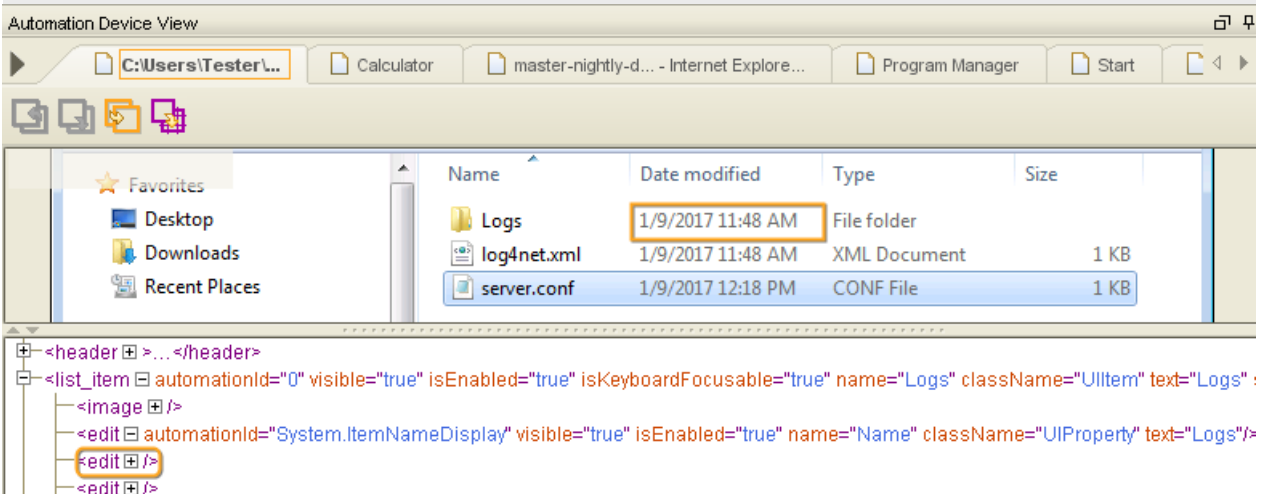 Automation Device View
C:\Users\Tester\... Calculator master-nightly-d... - Internet Explore... Program Manager Start
Name Date modified Type Size
Favorites
Desktop Logs 1/9/2017 11:48 AM File folder
Downloads log4net.xml 1/9/2017 11:48 AM XML Document 1 KB
Recent Places server.conf 1/9/2017 12:18 PM CONF File 1 KB
<header >...</header>
<list_item automationId="0" visible="true" isEnabled="true" isKeyboardFocusable="true" name="Logs" className="UIItem" text="Logs"
<image />
<edit automationId="System.ItemNameDisplay" visible="true" isEnabled="true" name="Name" className="UIProperty" text="Logs"/>
<edit />
<edit />